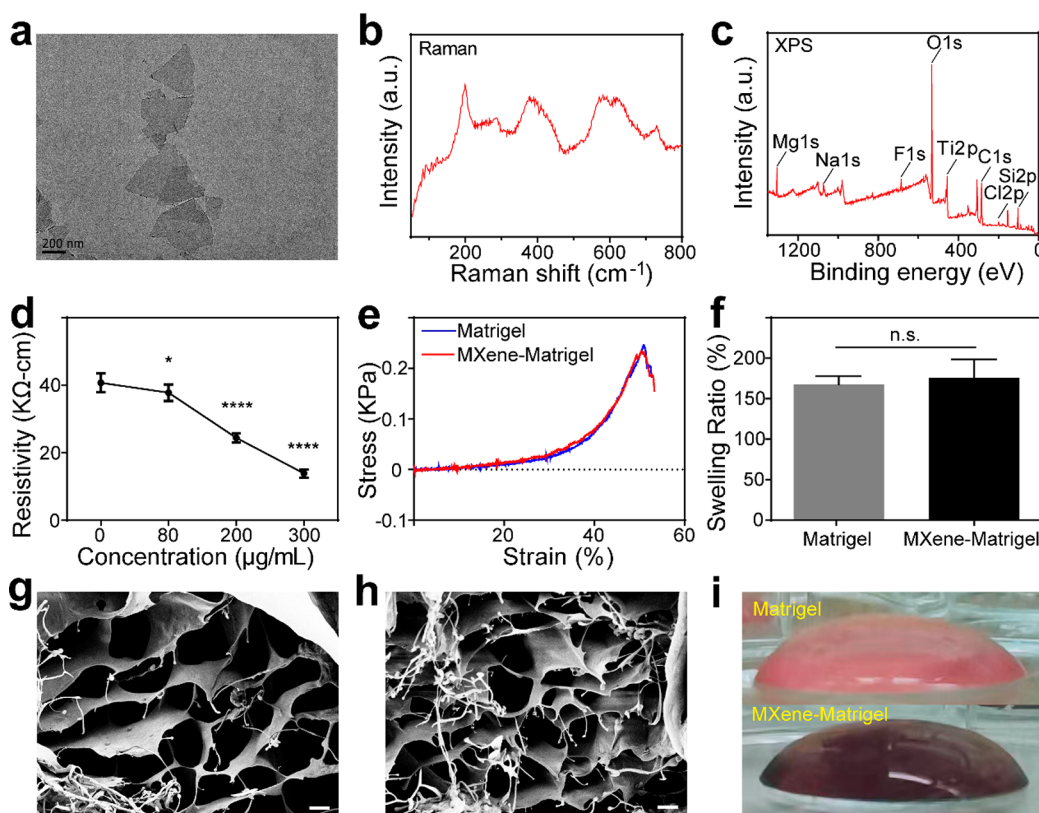 a
200 nm
b
Raman
Intensity (a.u.)
0
200
400
600
800
Raman shift (cm⁻¹)
c
XPS
Intensity (a.u.)
O1s
Mg1s
Na1s
F1s
Ti2p
C1s
Si2p
Cl2p
1200
800
400
0
Binding energy (eV)
d
Resistivity (KΩ-cm)
60
40
20
0
*
****
****
0
80
200
300
Concentration (µg/mL)
e
Matrigel
MXene-Matrigel
Stress (KPa)
-0.2
0.1
0
-0.1
20
40
60
Strain (%)
f
n.s.
Swelling Ratio (%)
200
150
100
50
0
Matrigel
MXene-Matrigel
g
h
i
Matrigel
MXene-Matrigel